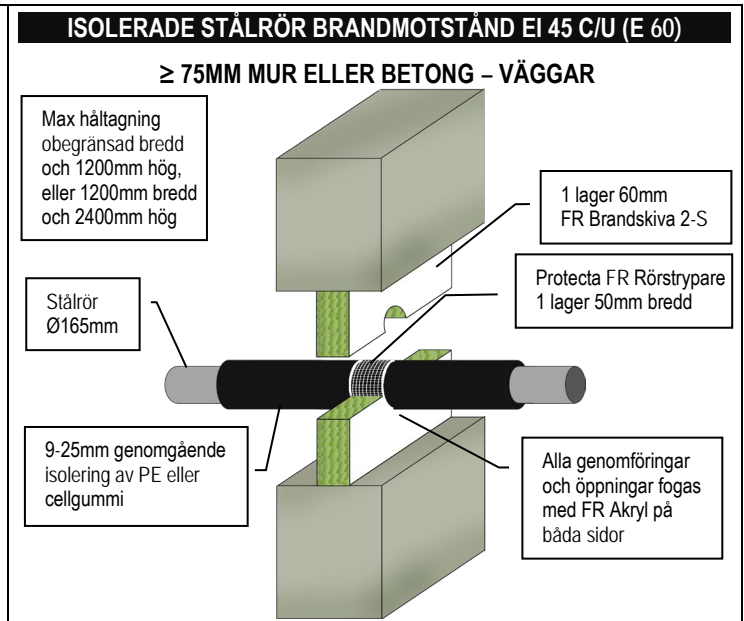 ISOLERADE STÅLRÖR BRANDMOTSTÅND EI 45 C/U (E 60)
≥ 75MM MUR ELLER BETONG – VÄGGAR
Max håltagning
obegränsad bredd
och 1200mm hög,
eller 1200mm bredd
och 2400mm hög
1 lager 60mm
FR Brandskiva 2-S
Protecta FR Rörstrypare
1 lager 50mm bredd
Stålrör
Ø165mm
9-25mm genomgående
isolering av PE eller
cellgummi
Alla genomföringar
och öppningar fogas
med FR Akryl på
båda sidor